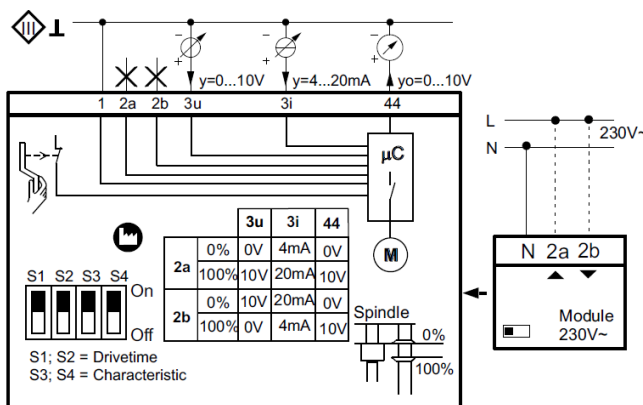 III
y=0...10V y=4...20mA yo=0...10V
1 2a 2b 3u 3i 44
L
N
230V~
µC
M
3u 3i 44
2a 0% 0V 4mA 0V
100% 10V 20mA 10V
2b 0% 10V 20mA 0V
100% 0V 4mA 10V
S1 S2 S3 S4
On
Off
S1; S2 = Drivetime
S3; S4 = Characteristic
Spindle
0%
100%
N 2a 2b
Module
230V~